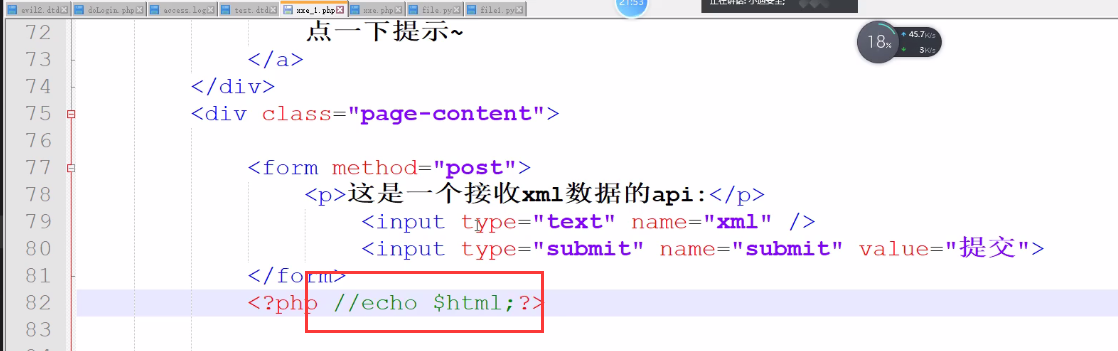 evil2.dtd doLogin.php access.log test.dtd xxe_1.php xxe.php file.py file1.py
21:53
18%
45.7K/s
3K/s
72 点一下提示~
73 </a>
74 </div>
75 <div class="page-content">
76
77 <form method="post">
78 <p>这是一个接收xml数据的api:</p>
79 <input type="text" name="xml" />
80 <input type="submit" name="submit" value="提交">
81 </form>
82 <?php //echo $html;?>
83